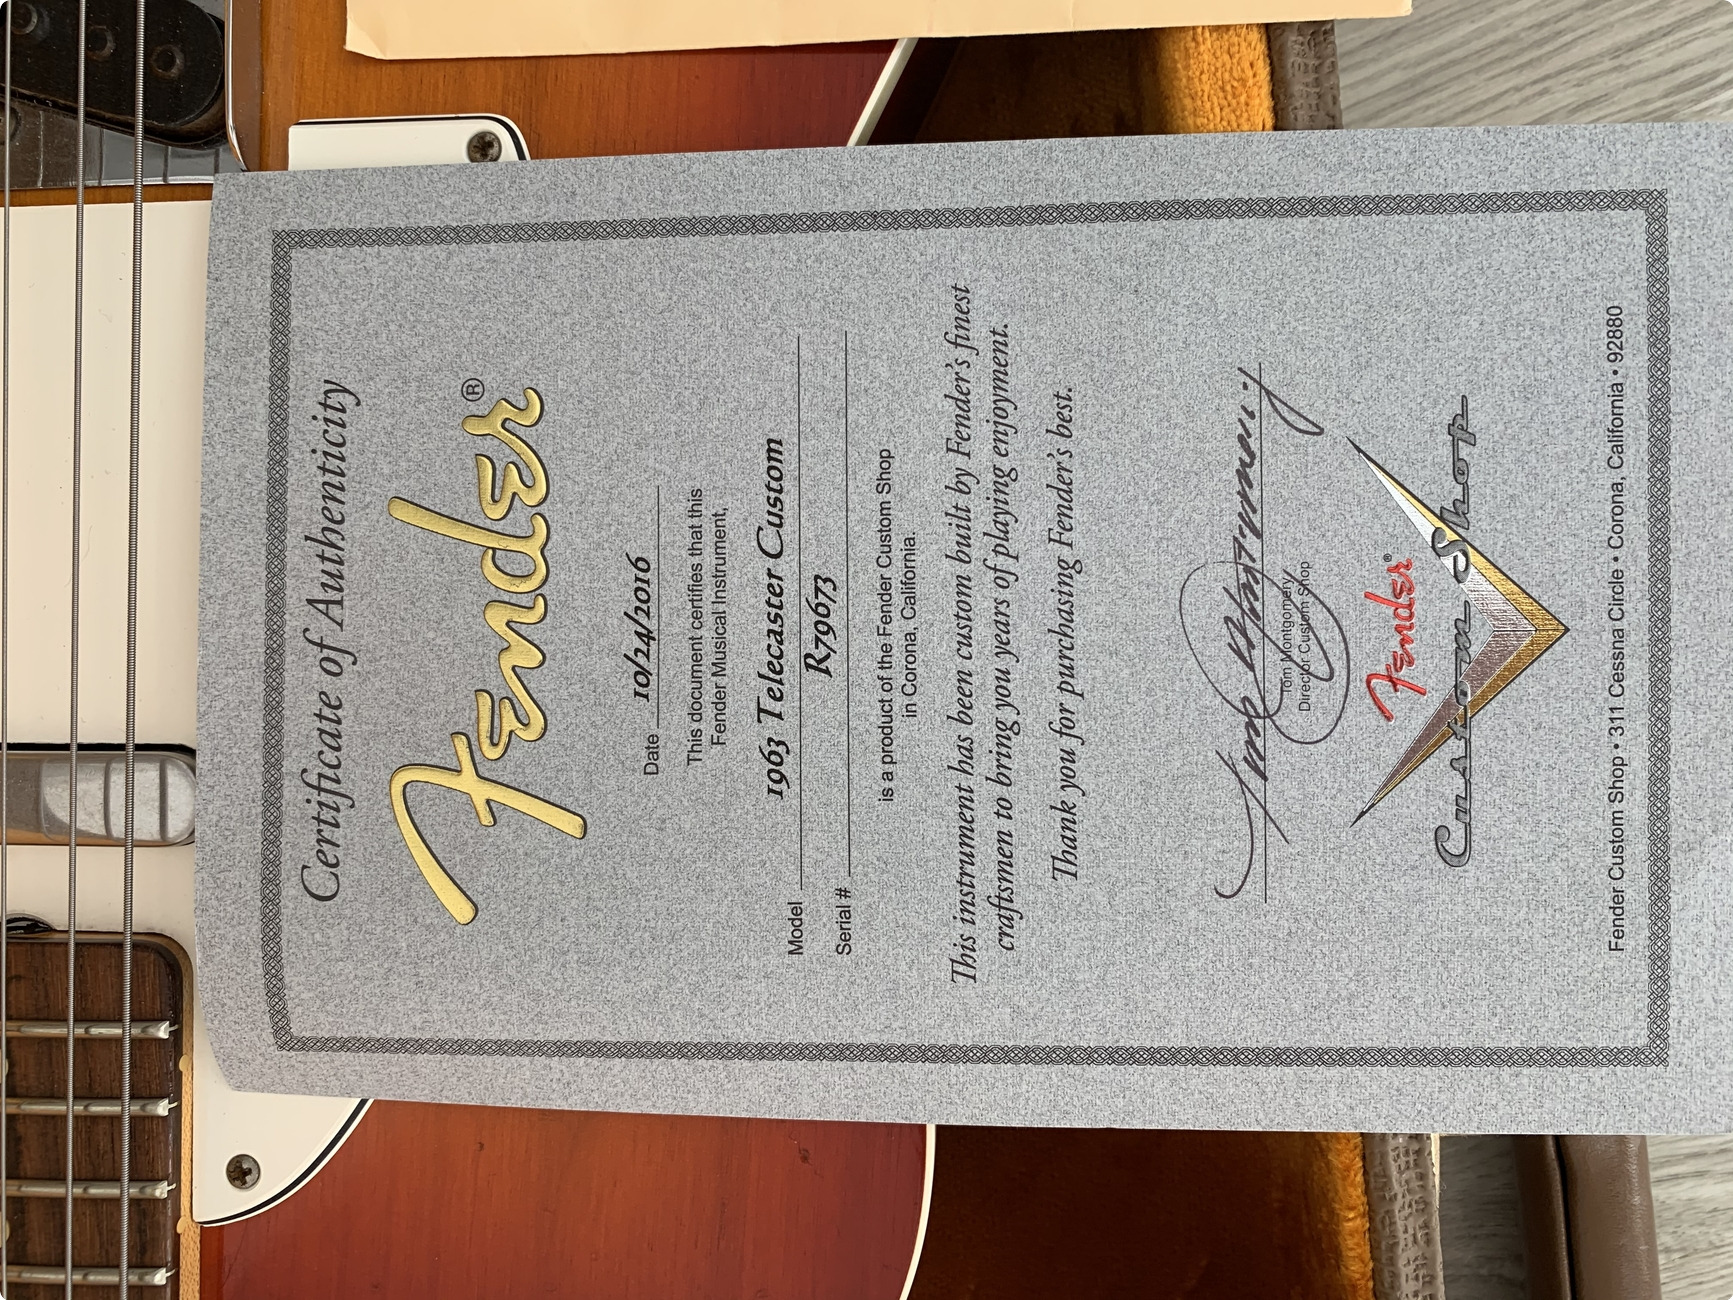 Certificate of Authenticity
Fender®
Date 10/24/2016
This document certifies that this
Fender Musical Instrument,
Model 1963 Telecaster Custom
Serial # R79673
is a product of the Fender Custom Shop
in Corona, California.
This instrument has been custom built by Fender's finest
craftsmen to bring you years of playing enjoyment.
Thank you for purchasing Fender's best.
Tom Montgomery
Director Custom Shop
Fender®
Custom Shop
Fender Custom Shop • 311 Cessna Circle • Corona, California • 92880